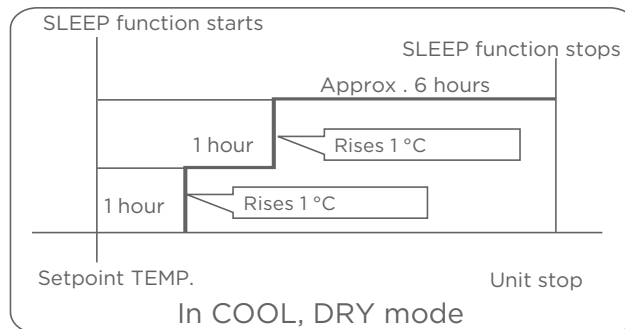 SLEEP function starts
SLEEP function stops
Approx . 6 hours
1 hour
Rises 1 °C
1 hour
Rises 1 °C
Setpoint TEMP.
Unit stop
In COOL, DRY mode